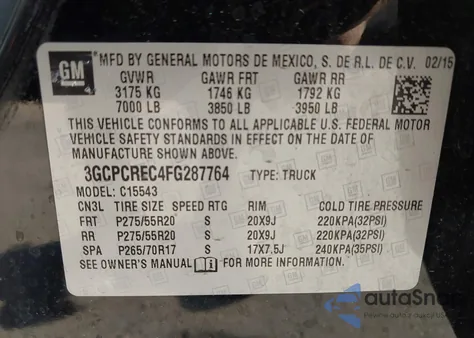 GM
MFD BY GENERAL MOTORS DE MEXICO, S. DE R.L. DE C.V. 02/15
GVWR GAWR FRT GAWR RR
3175 KG 1746 KG 1792 KG
7000 LB 3850 LB 3950 LB
THIS VEHICLE CONFORMS TO ALL APPLICABLE U.S. FEDERAL MOTOR
VEHICLE SAFETY STANDARDS IN EFFECT ON THE DATE OF
MANUFACTURE SHOWN ABOVE.
3GCPCREC4FG287764 TYPE: TRUCK
MODEL: C15543
CN3L TIRE SIZE SPEED RTG RIM COLD TIRE PRESSURE
FRT P275/55R20 S 20X9J 220KPA(32PSI)
RR P275/55R20 S 20X9J 220KPA(32PSI)
SPA P265/70R17 S 17X7.5J 240KPA(35PSI)
SEE OWNER'S MANUAL FOR MORE INFORMATION.
autaSnap